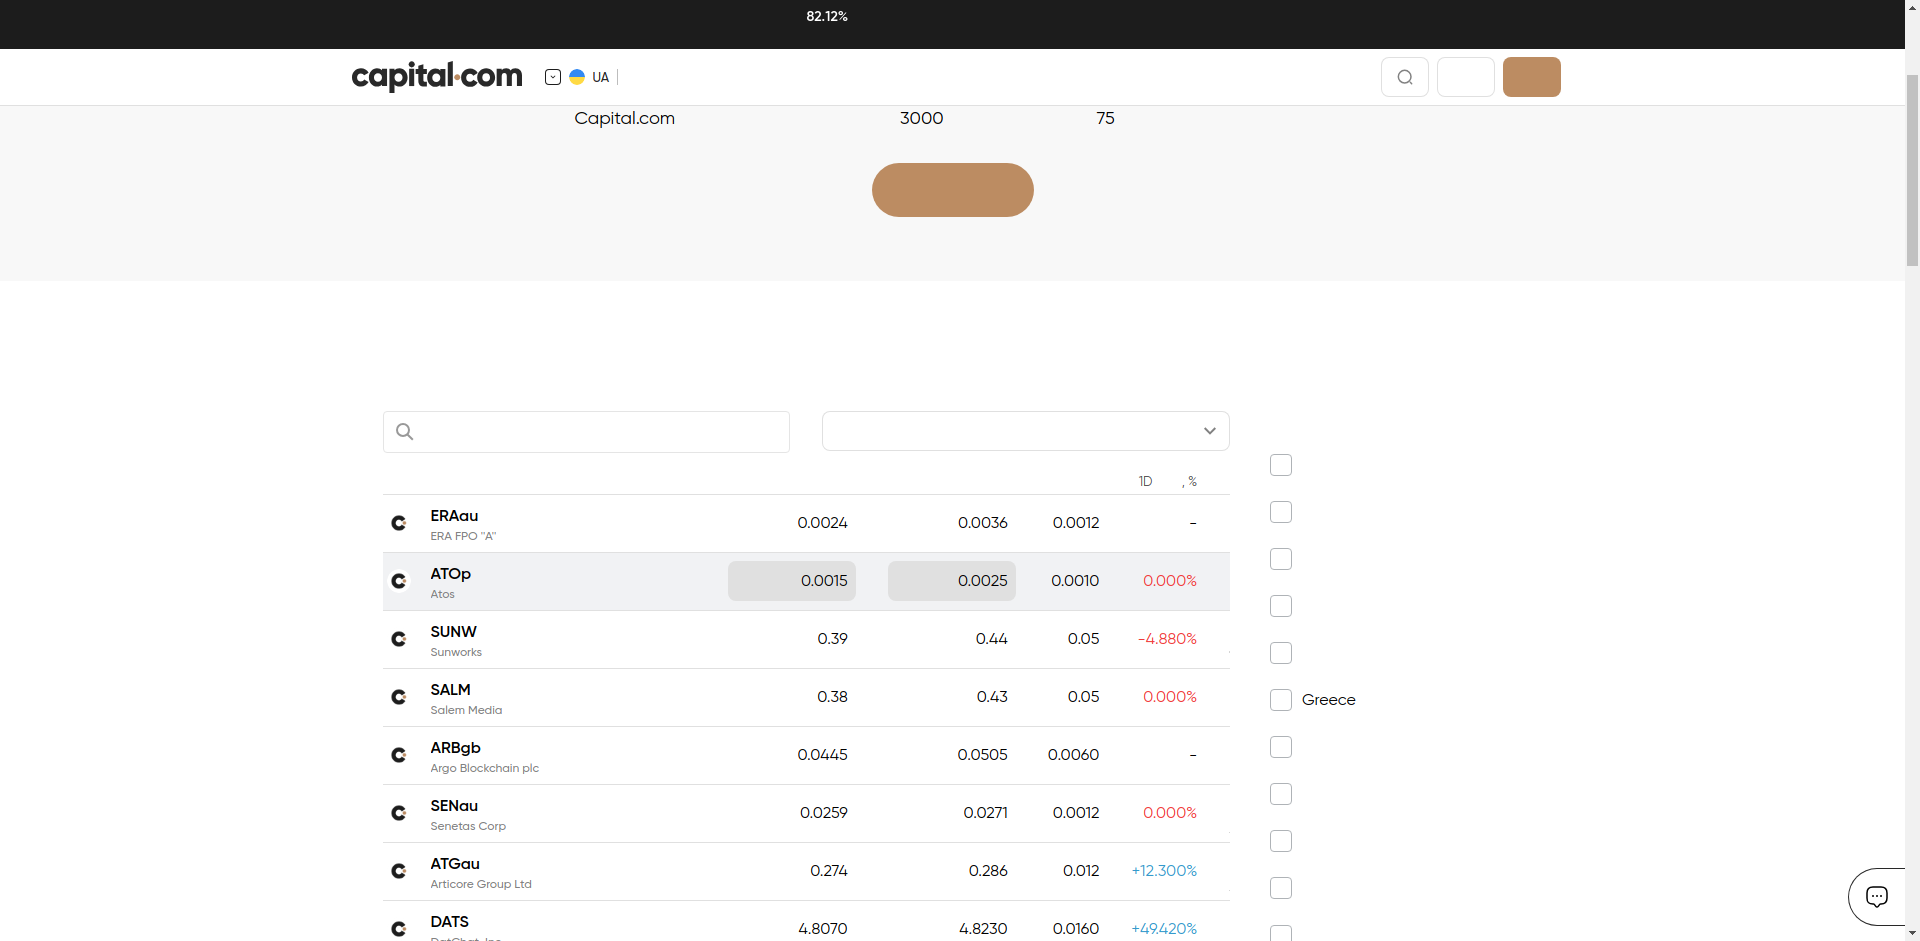 82.12%
capital.com
UA
Capital.com 3000 75
1D , %
ERAau 0.0024 0.0036 0.0012 -
ERA FPO "A"
ATOp 0.0015 0.0025 0.0010 0.000%
Atos
SUNW 0.39 0.44 0.05 -4.880%
Sunworks
SALM 0.38 0.43 0.05 0.000%
Salem Media
Greece
ARBgb 0.0445 0.0505 0.0060 -
Argo Blockchain plc
SENau 0.0259 0.0271 0.0012 0.000%
Senetas Corp
ATGau 0.274 0.286 0.012 +12.300%
Articore Group Ltd
DATS 4.8070 4.8230 0.0160 +49.420%